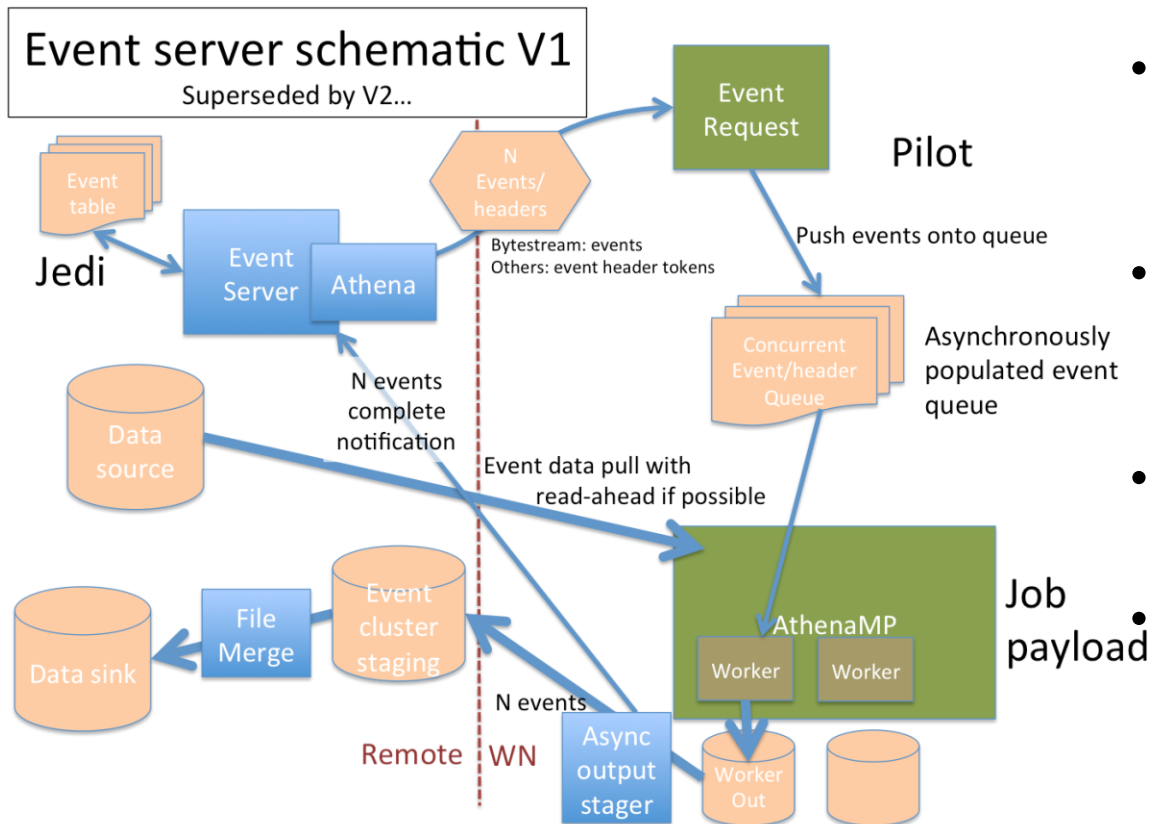 Event server schematic V1
Superseded by V2...
Event
table
Jedi
Event
Server
Athena
N
Events/
headers
Bytestream: events
Others: event header tokens
Event
Request
Pilot
Push events onto queue
Concurrent
Event/header
Queue
Asynchronously
populated event
queue
N events
complete
notification
Data
source
Event data pull with
read-ahead if possible
AthenaMP
Worker
Worker
Job
payload
Data sink
File
Merge
Event
cluster
staging
N events
Remote
WN
Async
output
stager
Worker
Out